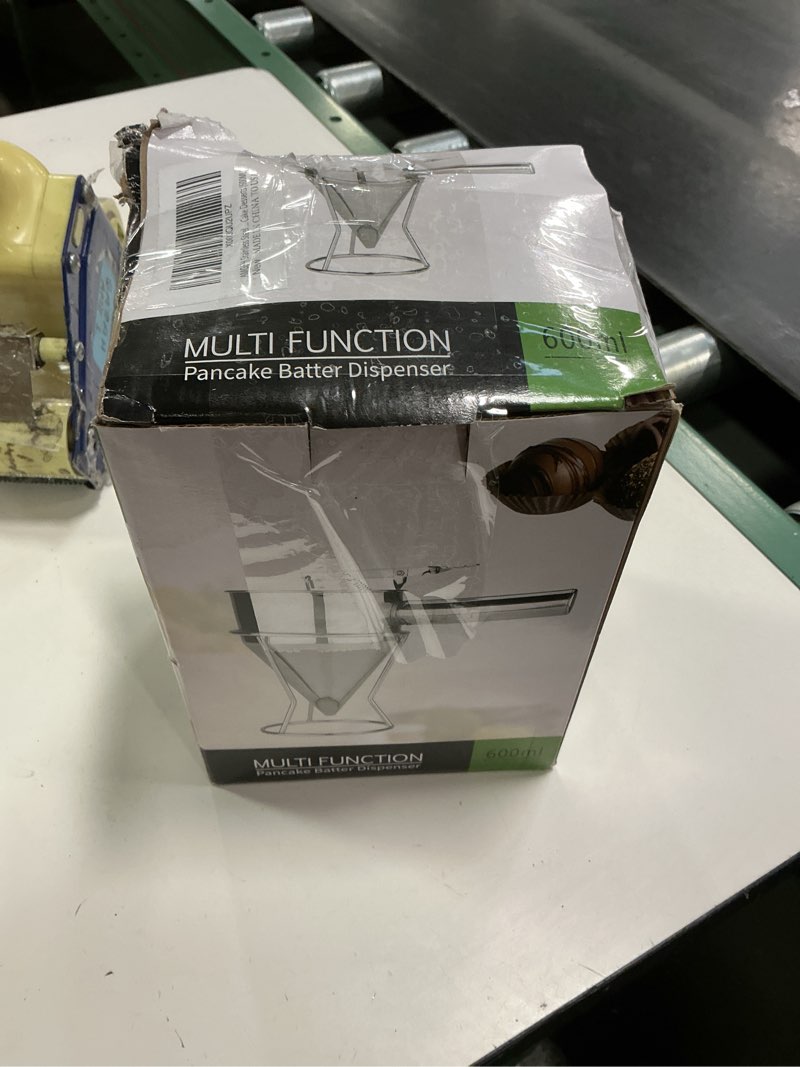 MULTI FUNCTION
Pancake Batter Dispenser
600ml
MULTI FUNCTION
Pancake Batter Dispenser
600ml